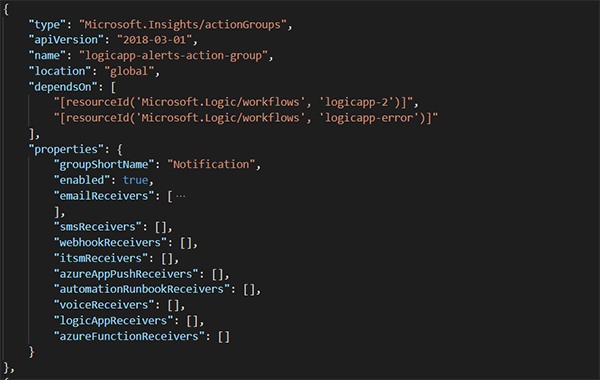 {
"type": "Microsoft.Insights/actionGroups",
"apiVersion": "2018-03-01",
"name": "logicapp-alerts-action-group",
"location": "global",
"dependsOn": [
"[resourceId('Microsoft.Logic/workflows', 'logicapp-2')]",
"[resourceId('Microsoft.Logic/workflows', 'logicapp-error')]"
],
"properties": {
"groupShortName": "Notification",
"enabled": true,
"emailReceivers": [ ...
],
"smsReceivers": [],
"webhookReceivers": [],
"itsmReceivers": [],
"azureAppPushReceivers": [],
"automationRunbookReceivers": [],
"voiceReceivers": [],
"logicAppReceivers": [],
"azureFunctionReceivers": []
}
},